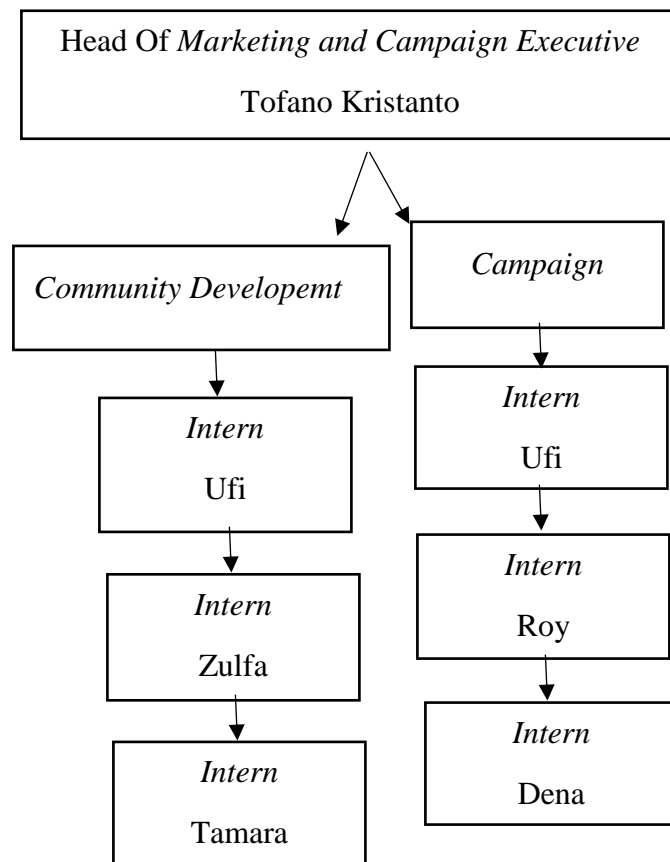 Head Of Marketing and Campaign Executive
Tofano Kristanto
Community Developemt
Campaign
Intern
Ufi
Intern
Zulfa
Intern
Tamara
Intern
Ufi
Intern
Roy
Intern
Dena